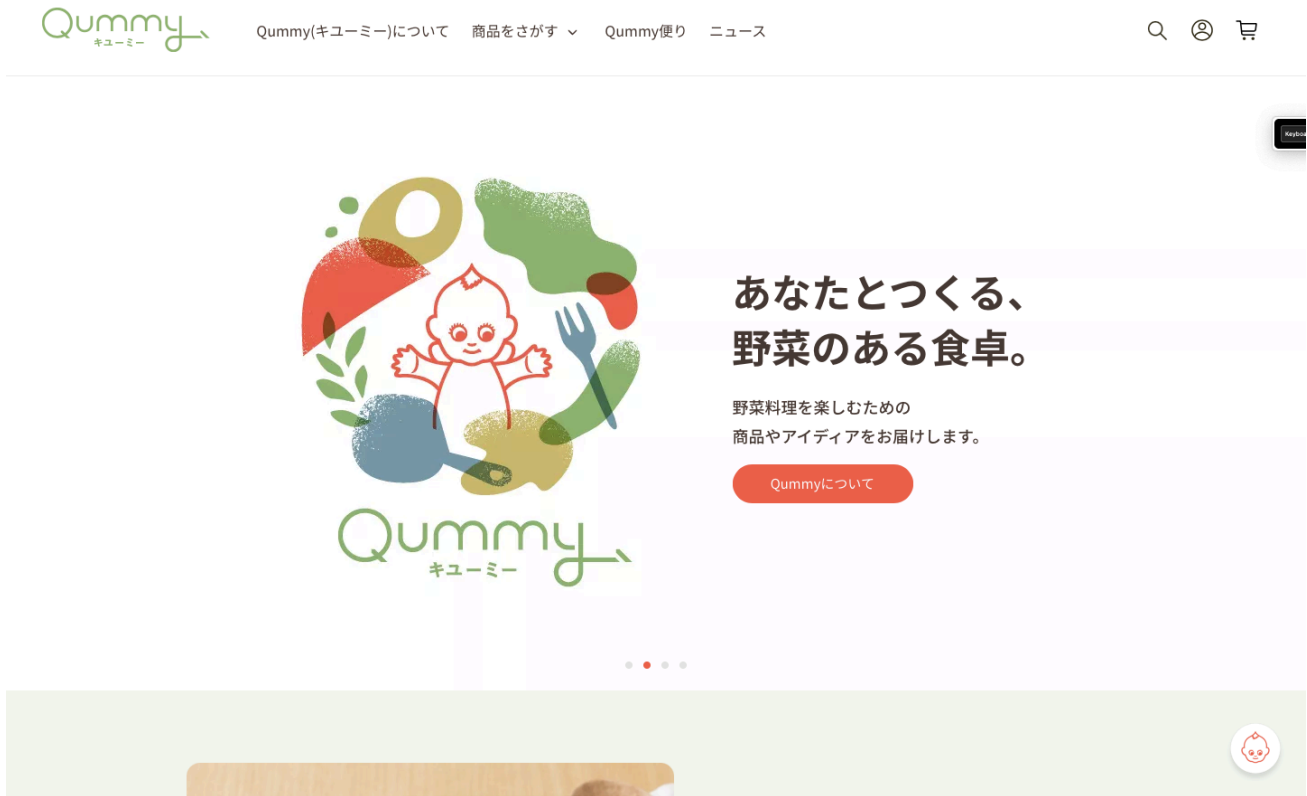 Qummy
キユーミー
Qummy(キユーミー)について
商品をさがす
Qummy便り
ニュース
あなたとつくる、
野菜のある食卓。
野菜料理を楽しむための
商品やアイディアをお届けします。
Qummyについて
Qummy
キユーミー